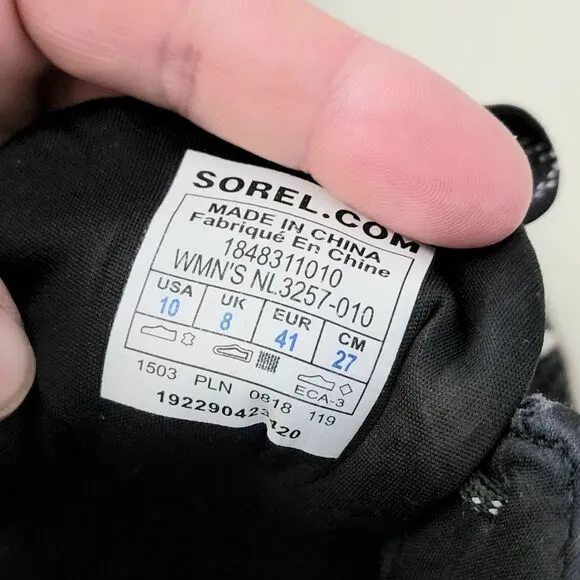 SOREL.COM
MADE IN CHINA
Fabriqué En Chine
1848311010
WMN'S NL3257-010
USA UK EUR CM
10 8 41 27
ECA-3
1503 PLN 0818 119